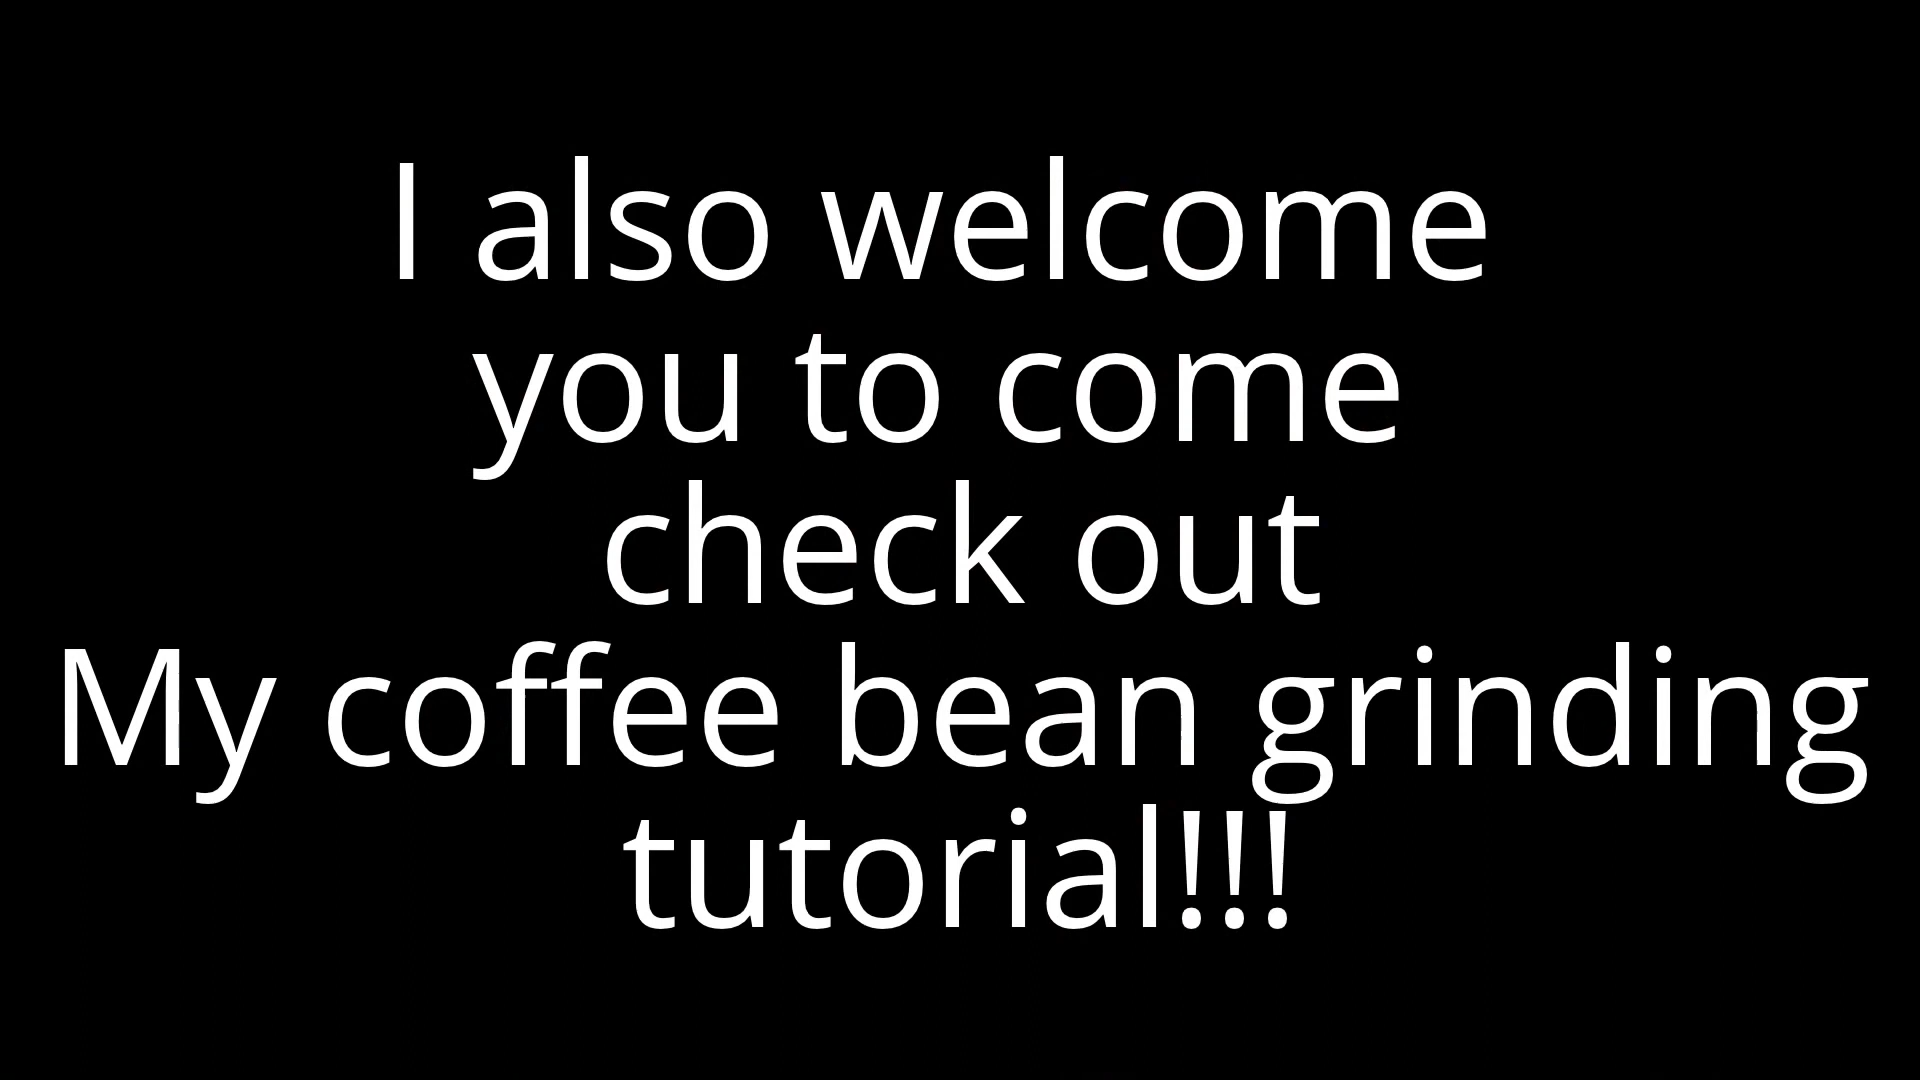 I also welcome
you to come
check out
My coffee bean grinding
tutorial!!!